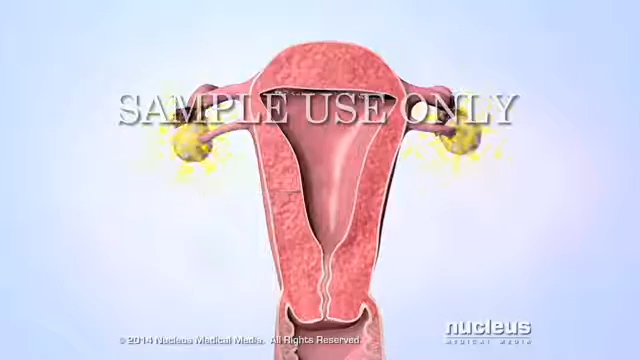 SAMPLE USE ONLY
nucleus
MEDICAL MEDIA
© 2014 Nucleus Medical Media. All Rights Reserved.